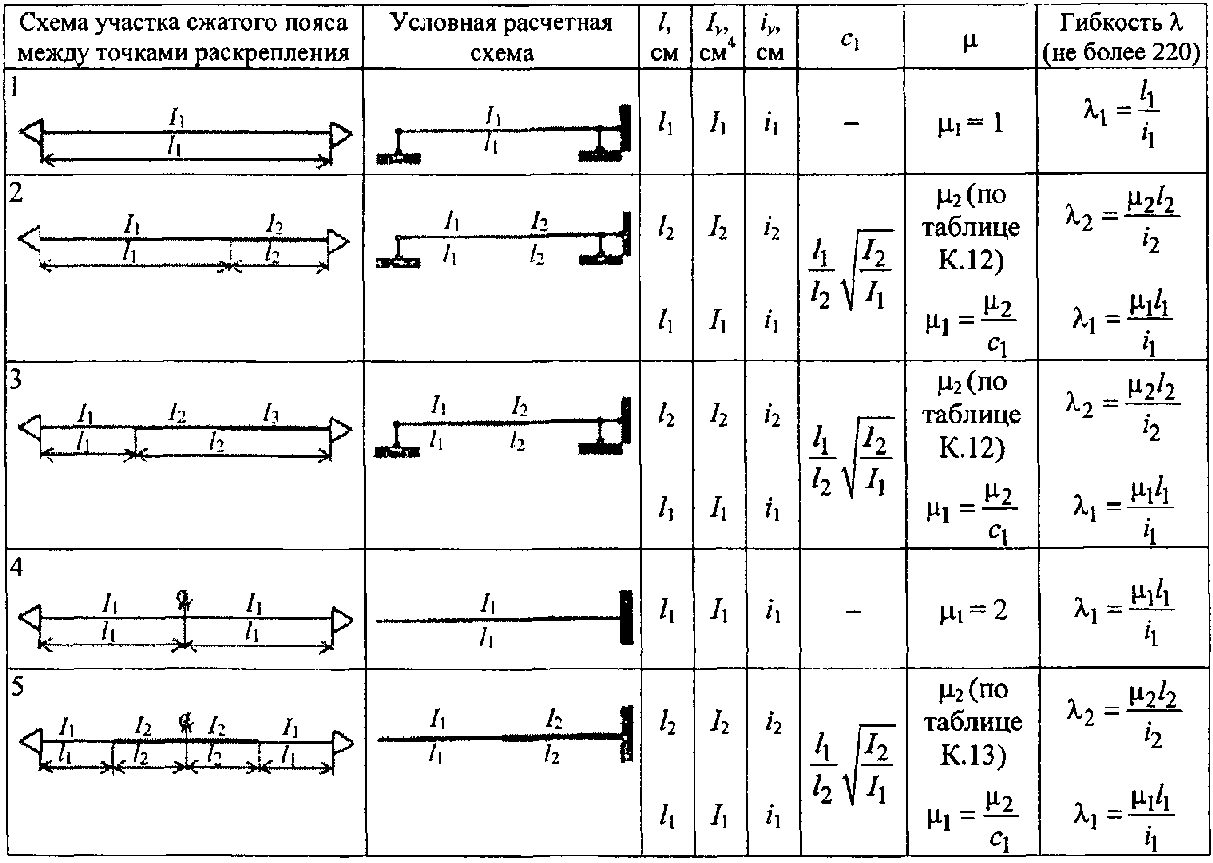 Схема участка сжатого пояса между точками раскрепления
Условная расчетная схема
l, см
Iy, см⁴
iy, см
c₁
μ
Гибкость λ (не более 220)
1
I₁
l₁
I₁
l₁
l₁
I₁
i₁
–
μ₁ = 1
λ₁ = l₁/i₁
2
I₁ I₂
l₁ l₂
I₁ I₂
l₁ l₂
l₂
I₂
i₂
l₁/l₂ √(I₂/I₁)
μ₂ (по таблице К.12)
λ₂ = μ₂l₂/i₂
l₁
I₁
i₁
μ₁ = μ₂/c₁
λ₁ = μ₁l₁/i₁
3
I₁ I₂ I₃
l₁ l₂
I₁ I₂
l₁ l₂
l₂
I₂
i₂
l₁/l₂ √(I₂/I₁)
μ₂ (по таблице К.12)
λ₂ = μ₂l₂/i₂
l₁
I₁
i₁
μ₁ = μ₂/c₁
λ₁ = μ₁l₁/i₁
4
I₁ I₁
l₁ l₁
I₁
l₁
l₁
I₁
i₁
–
μ₁ = 2
λ₁ = μ₁l₁/i₁
5
I₁ I₂ I₂ I₁
l₁ l₂ l₂ l₁
I₁ I₂
l₁ l₂
l₂
I₂
i₂
l₁/l₂ √(I₂/I₁)
μ₂ (по таблице К.13)
λ₂ = μ₂l₂/i₂
l₁
I₁
i₁
μ₁ = μ₂/c₁
λ₁ = μ₁l₁/i₁